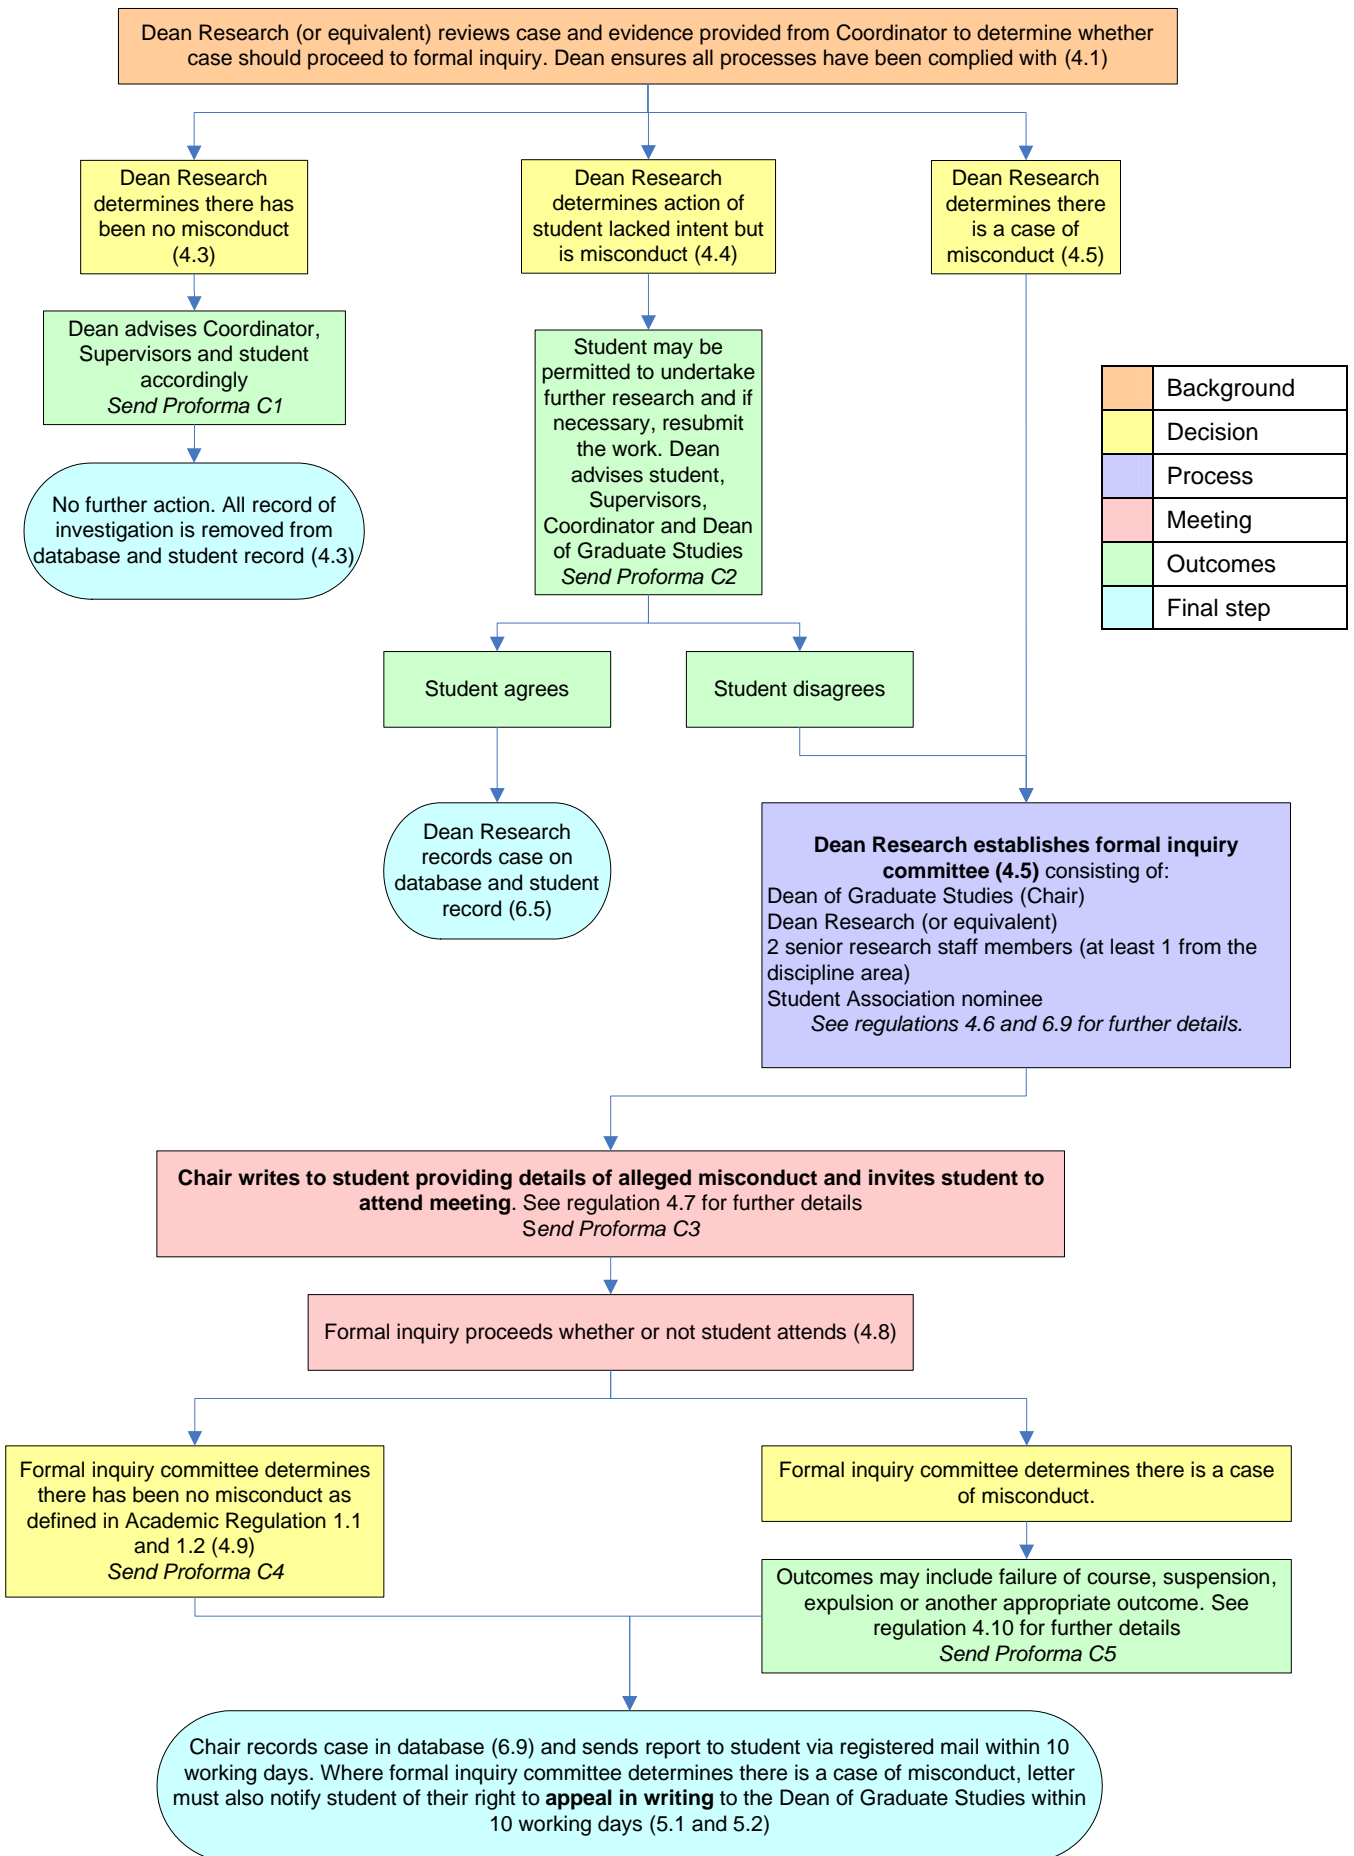 Dean Research (or equivalent) reviews case and evidence provided from Coordinator to determine whether
case should proceed to formal inquiry. Dean ensures all processes have been complied with (4.1)
Dean Research
determines there has
been no misconduct
(4.3)
Dean Research
determines action of
student lacked intent but
is misconduct (4.4)
Dean Research
determines there
is a case of
misconduct (4.5)
Dean advises Coordinator,
Supervisors and student
accordingly
Send Proforma C1
Student may be
permitted to undertake
further research and if
necessary, resubmit
the work. Dean
advises student,
Supervisors,
Coordinator and Dean
of Graduate Studies
Send Proforma C2
Background
Decision
Process
Meeting
Outcomes
Final step
No further action. All record of
investigation is removed from
database and student record (4.3)
Student agrees
Student disagrees
Dean Research
records case on
database and student
record (6.5)
Dean Research establishes formal inquiry
committee (4.5) consisting of:
Dean of Graduate Studies (Chair)
Dean Research (or equivalent)
2 senior research staff members (at least 1 from the
discipline area)
Student Association nominee
See regulations 4.6 and 6.9 for further details.
Chair writes to student providing details of alleged misconduct and invites student to
attend meeting. See regulation 4.7 for further details
Send Proforma C3
Formal inquiry proceeds whether or not student attends (4.8)
Formal inquiry committee determines
there has been no misconduct as
defined in Academic Regulation 1.1
and 1.2 (4.9)
Send Proforma C4
Formal inquiry committee determines there is a case
of misconduct.
Outcomes may include failure of course, suspension,
expulsion or another appropriate outcome. See
regulation 4.10 for further details
Send Proforma C5
Chair records case in database (6.9) and sends report to student via registered mail within 10
working days. Where formal inquiry committee determines there is a case of misconduct, letter
must also notify student of their right to appeal in writing to the Dean of Graduate Studies within
10 working days (5.1 and 5.2)